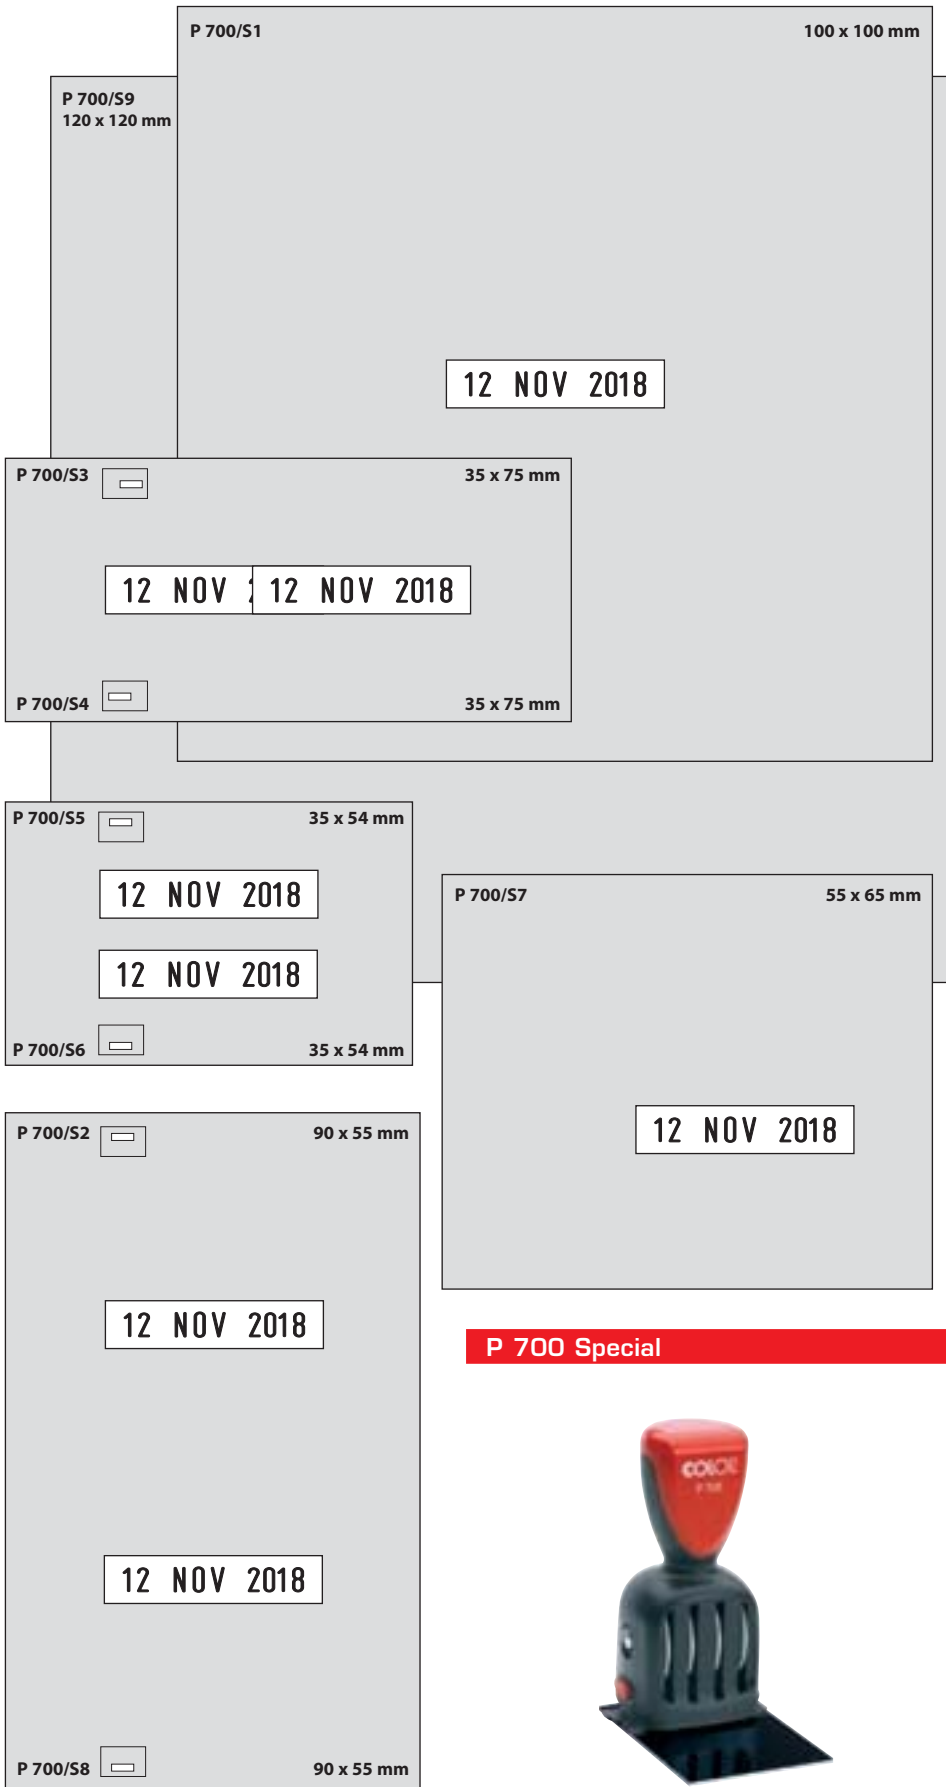 P 700/S1 100 x 100 mm
P 700/S9
120 x 120 mm
12 NOV 2018
P 700/S3 35 x 75 mm
12 NOV 12 NOV 2018
P 700/S4 35 x 75 mm
P 700/S5 35 x 54 mm
12 NOV 2018
12 NOV 2018
P 700/S6 35 x 54 mm
P 700/S7 55 x 65 mm
12 NOV 2018
P 700/S2 90 x 55 mm
12 NOV 2018
12 NOV 2018
P 700/S8 90 x 55 mm
P 700 Special
COLOP